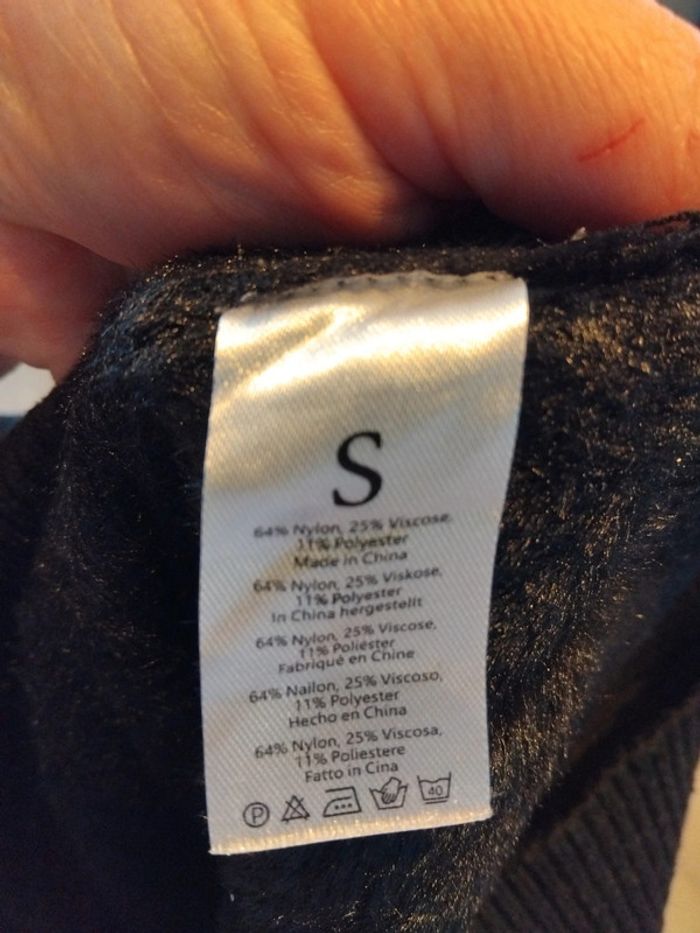 S
64% Nylon, 25% Viscose,
11% Polyester
Made in China
64% Nylon, 25% Viskose,
11% Polyester
In China hergestellt
64% Nylon, 25% Viscose,
11% Poliéster
Fabriqué en Chine
64% Nailon, 25% Viscoso,
11% Polyester
Hecho en China
64% Nylon, 25% Viscosa,
11% Poliestere
Fatto in Cina
P 40